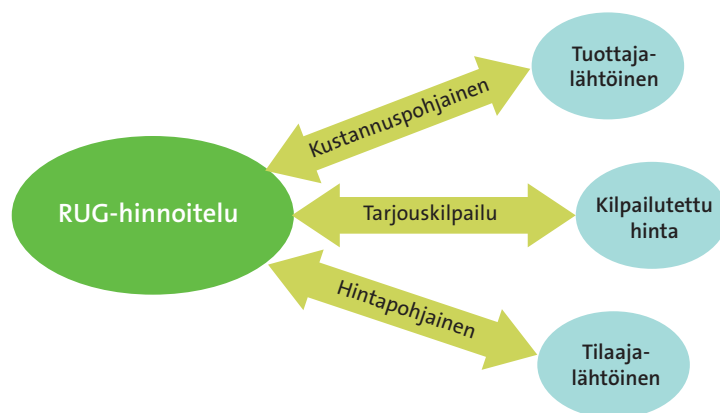 Tuottaja-
lähtöinen
Kustannuspohjainen
RUG-hinnoitelu
Tarjouskilpailu
Kilpailutettu
hinta
Hintapohjainen
Tilaaja-
lähtöinen